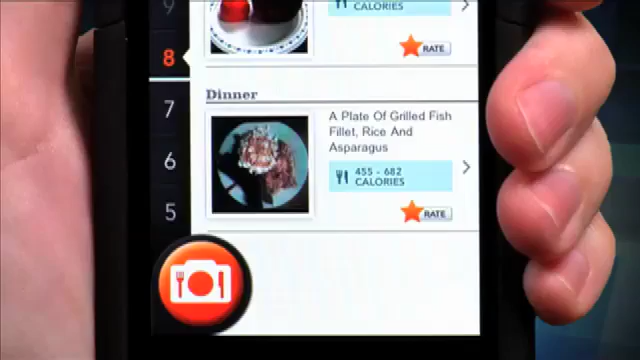 9
CALORIES
RATE
8
Dinner
7
A Plate Of Grilled Fish
Fillet, Rice And
Asparagus
6
455 - 682
CALORIES
5
RATE